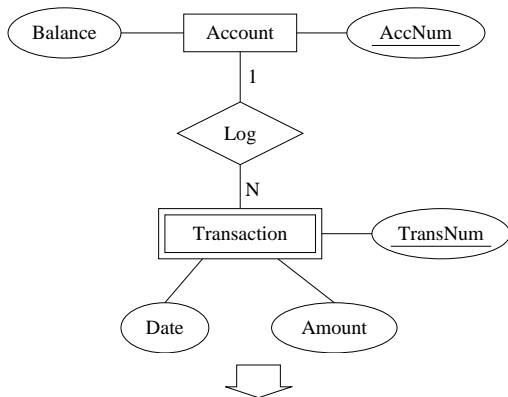 Balance
Account
AccNum
1
Log
N
Transaction
TransNum
Date
Amount